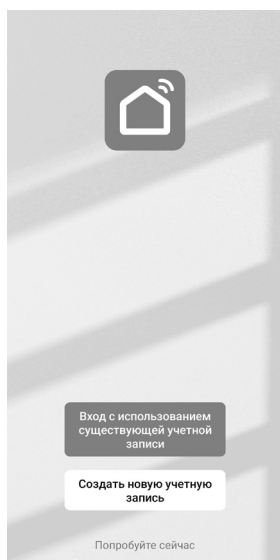 Вход с использованием
существующей учетной
записи
Создать новую учетную
запись
Попробуйте сейчас